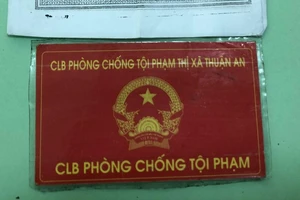 CLB PHÒNG CHỐNG TỘI PHẠM THỊ XÃ THUẬN AN
CLB PHÒNG CHỐNG TỘI PHẠM